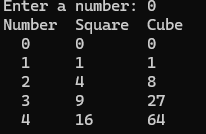 Enter a number: 0
Number  Square  Cube
  0      0       0
  1      1       1
  2      4       8
  3      9       27
  4      16      64